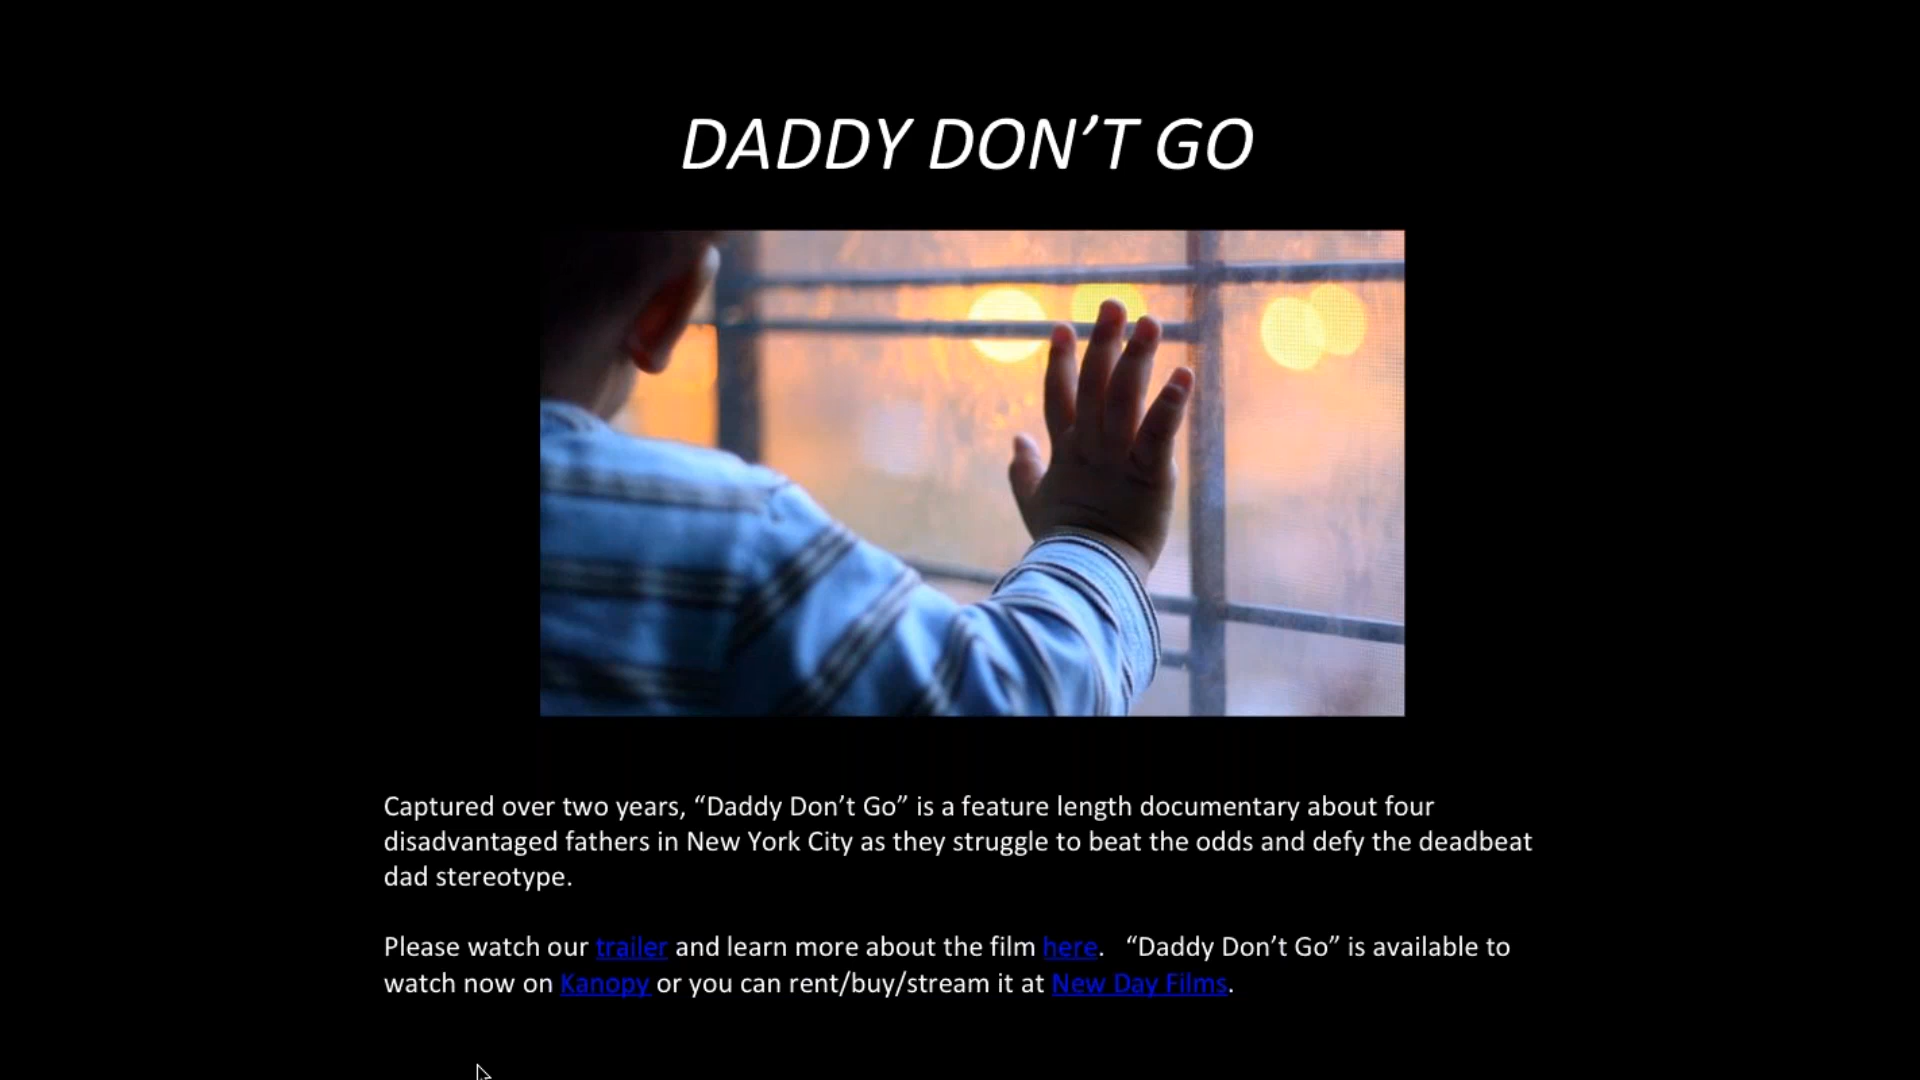 DADDY DON’T GO
Captured over two years, “Daddy Don’t Go” is a feature length documentary about four
disadvantaged fathers in New York City as they struggle to beat the odds and defy the deadbeat
dad stereotype.
Please watch our trailer and learn more about the film here.   “Daddy Don’t Go” is available to
watch now on Kanopy or you can rent/buy/stream it at New Day Films.